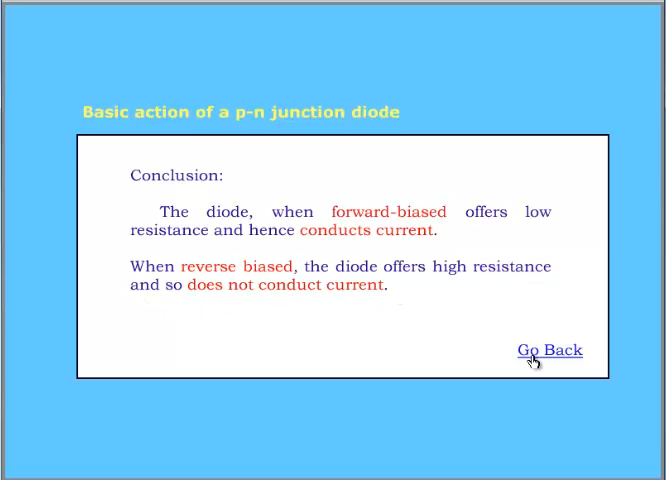 Basic action of a p-n junction diode
Conclusion:
The diode, when forward-biased offers low
resistance and hence conducts current.
When reverse biased, the diode offers high resistance
and so does not conduct current.
Go Back